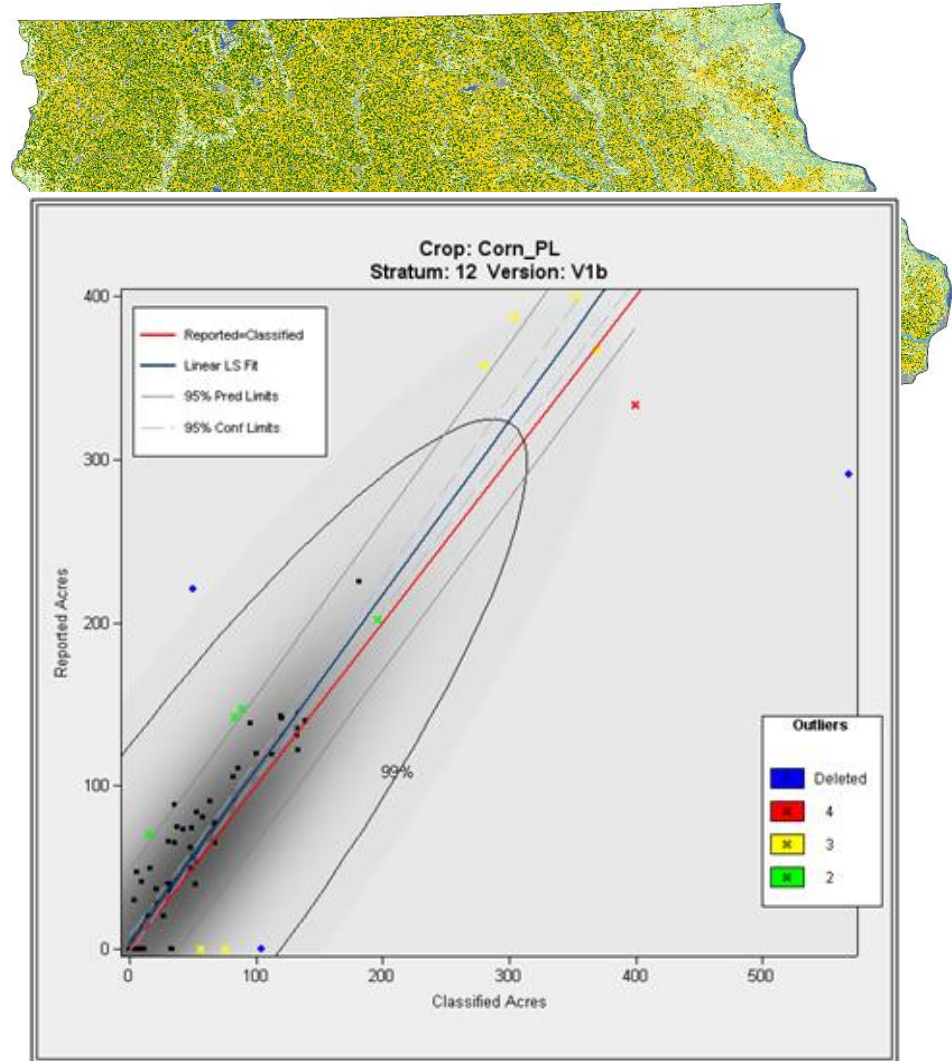 Crop: Corn_PL
Stratum: 12 Version: V1b
400
300
200
100
0
Reported Acres
Reported=Classified
Linear LS Fit
95% Pred Limits
95% Conf Limits
99%
Outliers
Deleted
4
3
2
0
100
200
300
400
500
Classified Acres